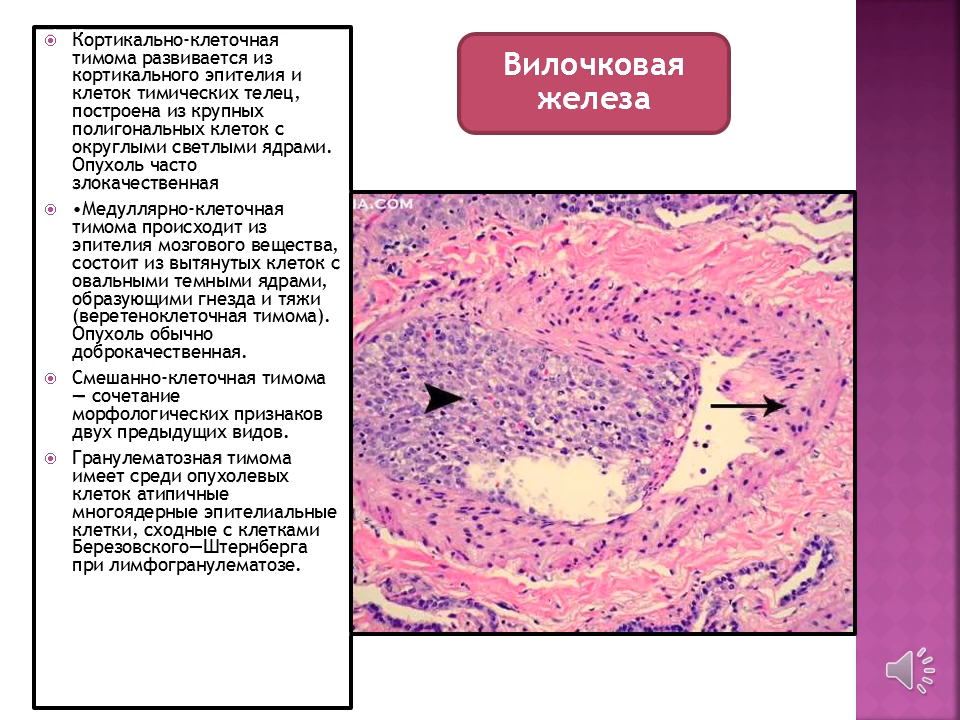 Кортикально-клеточная
тимома развивается из
кортикального эпителия и
клеток тимических телец,
построена из крупных
полигональных клеток с
округлыми светлыми ядрами.
Опухоль часто
злокачественная
•Медуллярно-клеточная
тимома происходит из
эпителия мозгового вещества,
состоит из вытянутых клеток с
овальными темными ядрами,
образующими гнезда и тяжи
(веретеноклеточная тимома).
Опухоль обычно
доброкачественная.
Смешанно-клеточная тимома
— сочетание
морфологических признаков
двух предыдущих видов.
Гранулематозная тимома
имеет среди опухолевых
клеток атипичные
многоядерные эпителиальные
клетки, сходные с клетками
Березовского—Штернберга
при лимфогранулематозе.
Вилочковая
железа
IA.COM